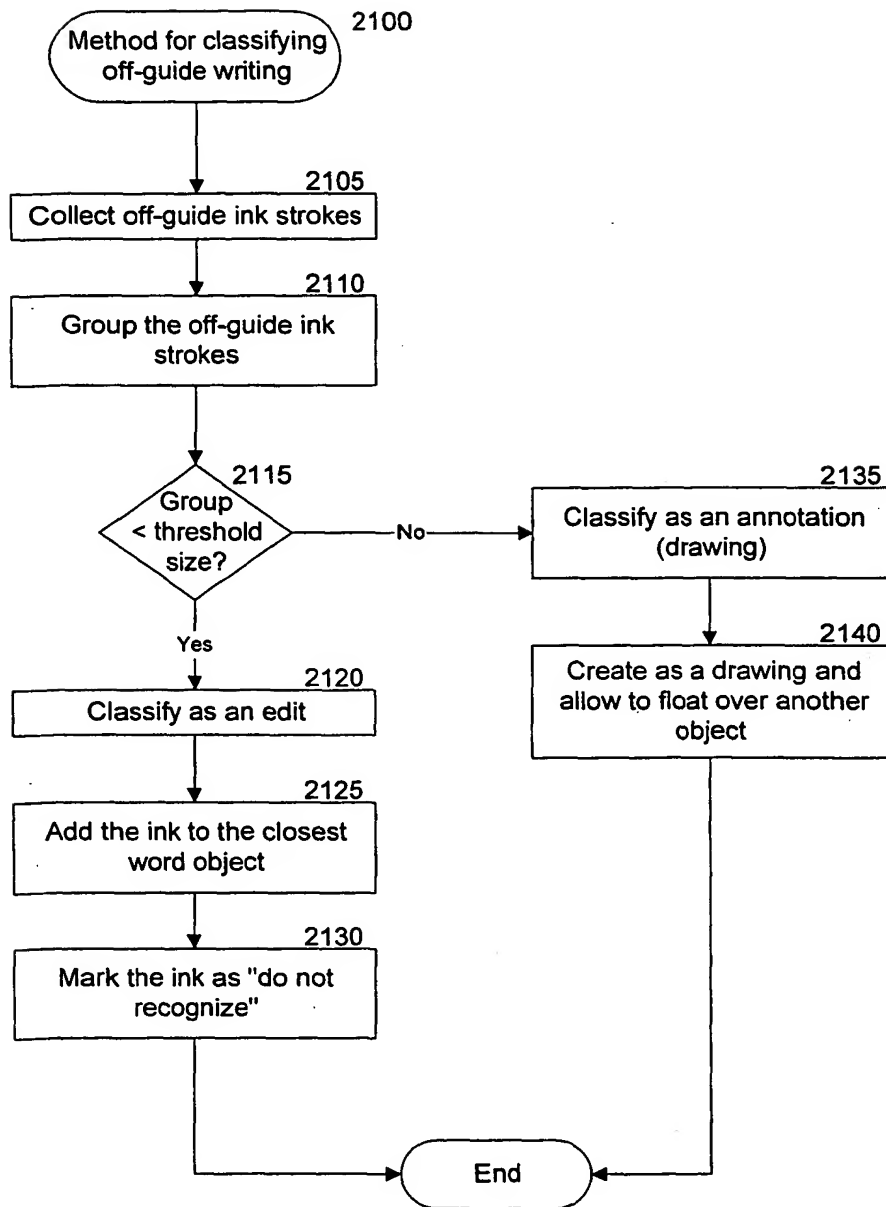 2100
Method for classifying
off-guide writing
2105
Collect off-guide ink strokes
2110
Group the off-guide ink
strokes
2115
Group
< threshold
size?
No
Yes
2135
Classify as an annotation
(drawing)
2140
Create as a drawing and
allow to float over another
object
2120
Classify as an edit
2125
Add the ink to the closest
word object
2130
Mark the ink as "do not
recognize"
End